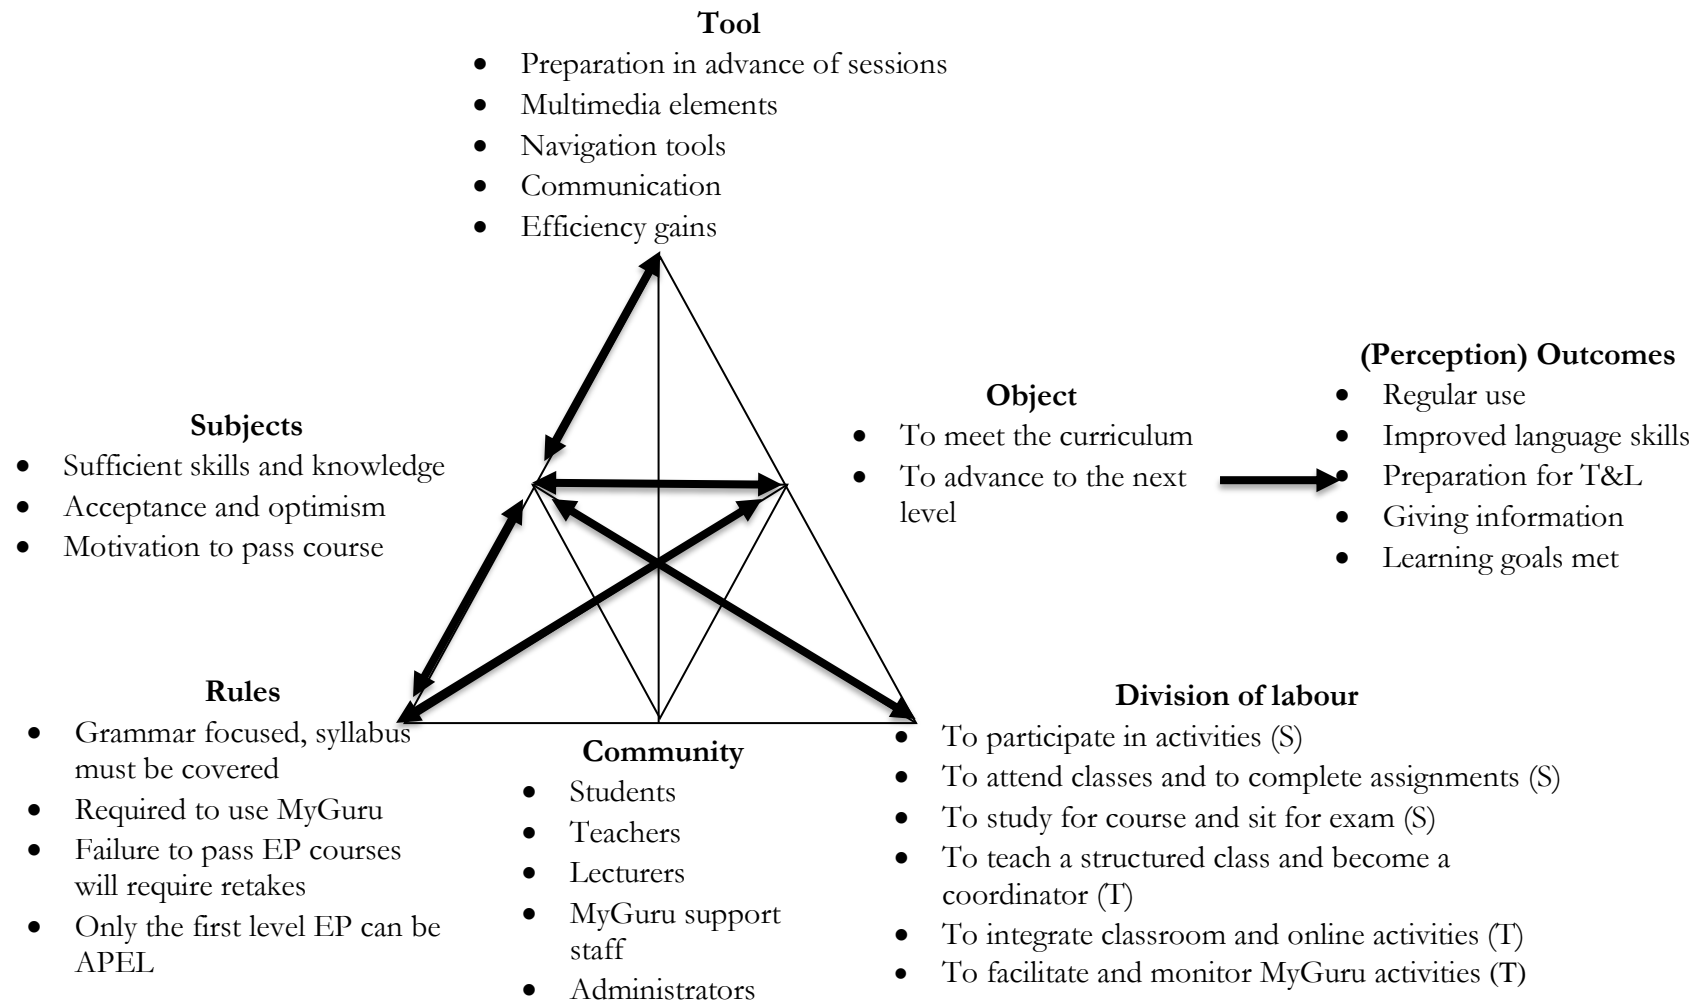 Tool
• Preparation in advance of sessions
• Multimedia elements
• Navigation tools
• Communication
• Efficiency gains
Subjects
• Sufficient skills and knowledge
• Acceptance and optimism
• Motivation to pass course
Object
• To meet the curriculum
• To advance to the next
level
(Perception) Outcomes
• Regular use
• Improved language skills
• Preparation for T&L
• Giving information
• Learning goals met
Rules
• Grammar focused, syllabus
must be covered
• Required to use MyGuru
• Failure to pass EP courses
will require retakes
• Only the first level EP can be
APEL
Community
• Students
• Teachers
• Lecturers
• MyGuru support
staff
• Administrators
Division of labour
• To participate in activities (S)
• To attend classes and to complete assignments (S)
• To study for course and sit for exam (S)
• To teach a structured class and become a
coordinator (T)
• To integrate classroom and online activities (T)
• To facilitate and monitor MyGuru activities (T)